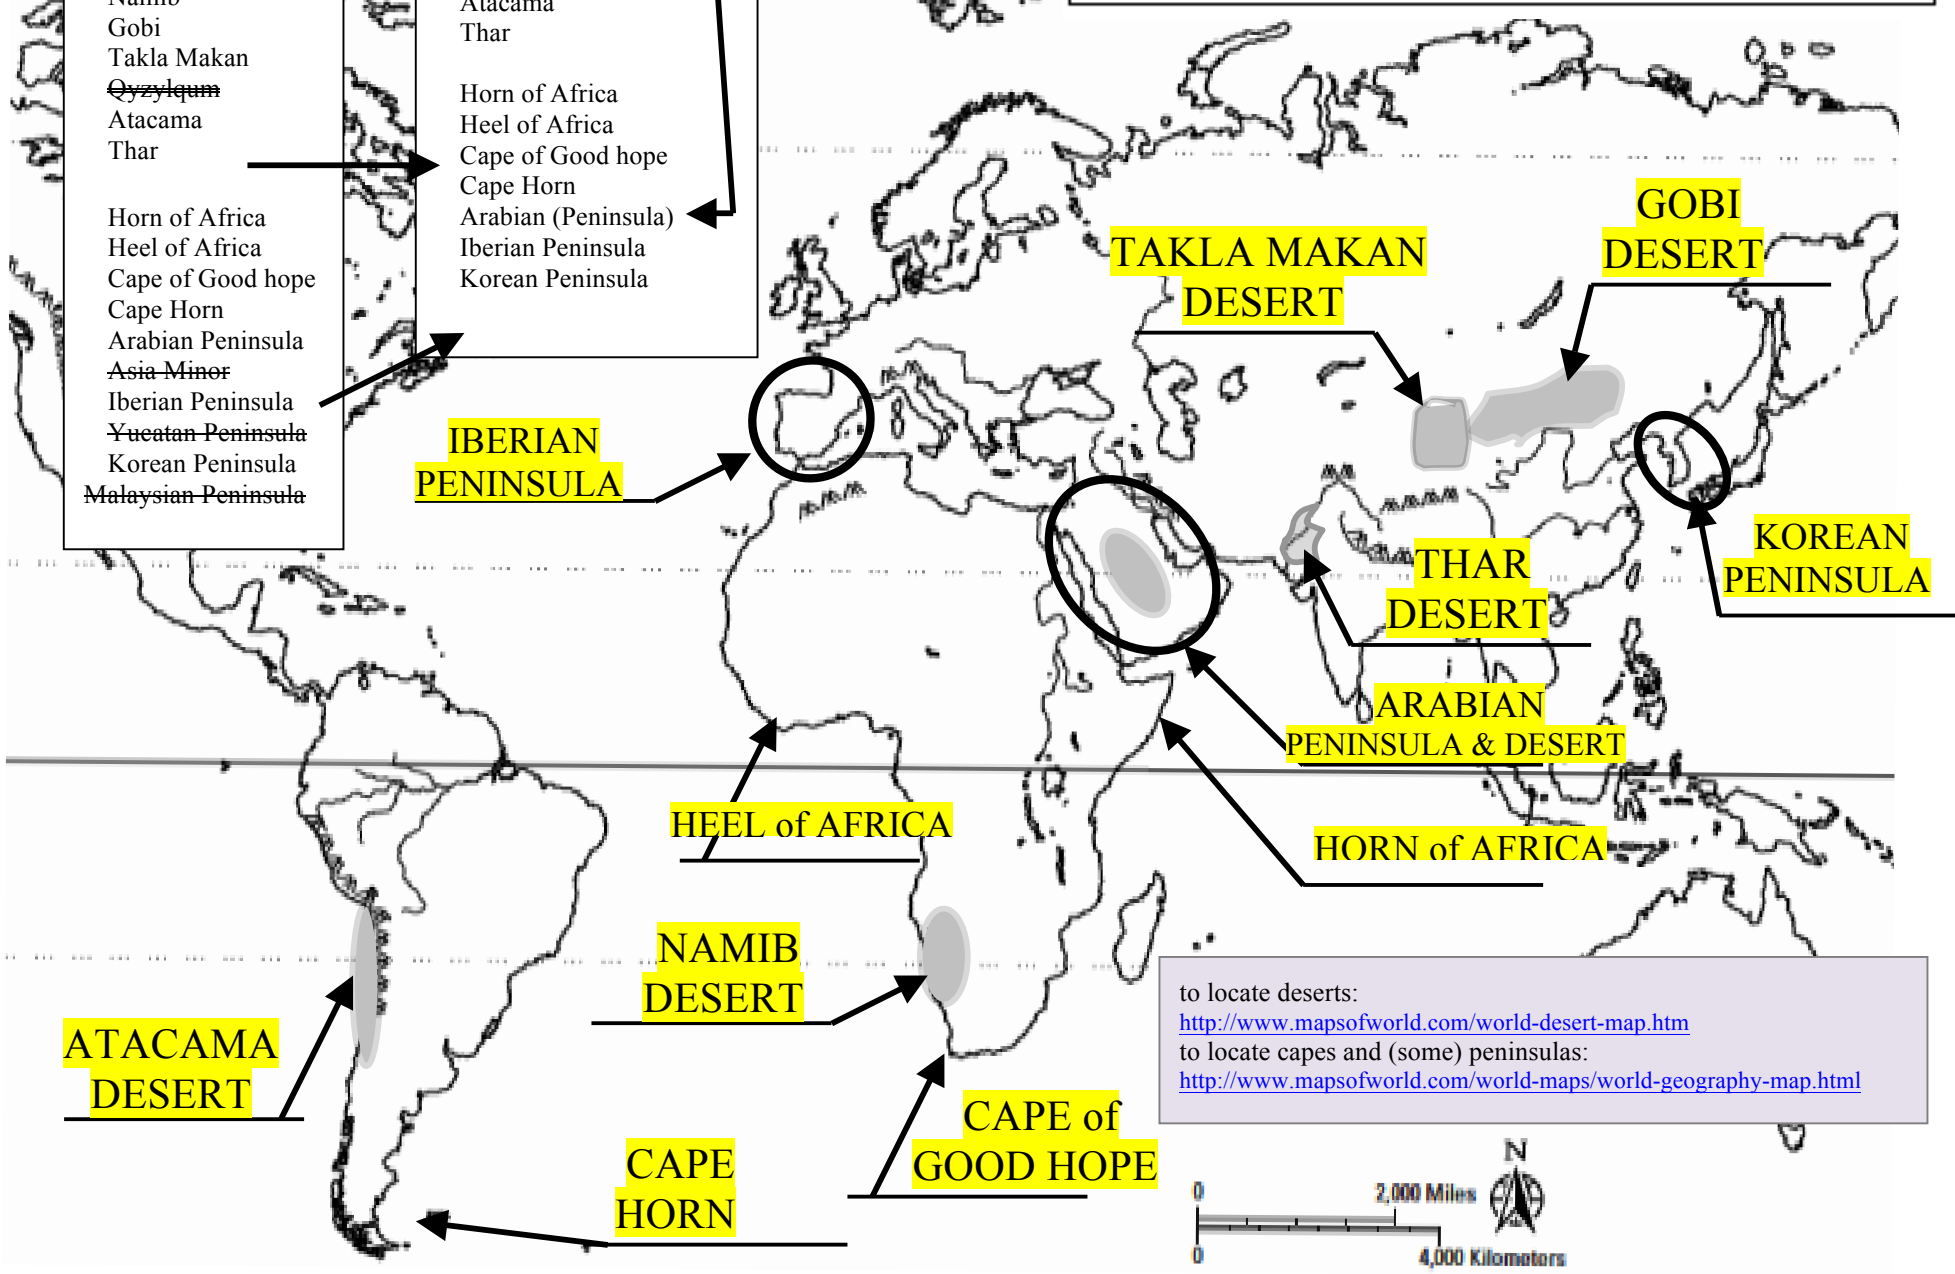 Namib
Gobi
Takla Makan
Qyzylqum
Atacama
Thar
Horn of Africa
Heel of Africa
Cape of Good hope
Cape Horn
Arabian Peninsula
Asia Minor
Iberian Peninsula
Yucatan Peninsula
Korean Peninsula
Malaysian Peninsula
Atacama
Thar
Horn of Africa
Heel of Africa
Cape of Good hope
Cape Horn
Arabian (Peninsula)
Iberian Peninsula
Korean Peninsula
GOBI
DESERT
TAKLA MAKAN
DESERT
IBERIAN
PENINSULA
KOREAN
PENINSULA
THAR
DESERT
ARABIAN
PENINSULA & DESERT
HEEL of AFRICA
HORN of AFRICA
NAMIB
DESERT
ATACAMA
DESERT
CAPE of
GOOD HOPE
CAPE
HORN
to locate deserts:
http://www.mapsofworld.com/world-desert-map.htm
to locate capes and (some) peninsulas:
http://www.mapsofworld.com/world-maps/world-geography-map.html
N
0 2,000 Miles
0 4,000 Kilometers